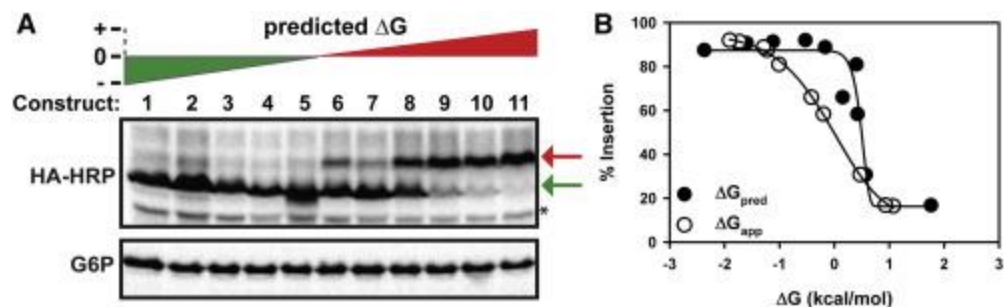 A
predicted ΔG
+
0
-
Construct: 1 2 3 4 5 6 7 8 9 10 11
HA-HRP
*
G6P
B
% Insertion
100
80
60
40
20
0
ΔGpred
ΔGapp
-3 -2 -1 0 1 2 3
ΔG (kcal/mol)